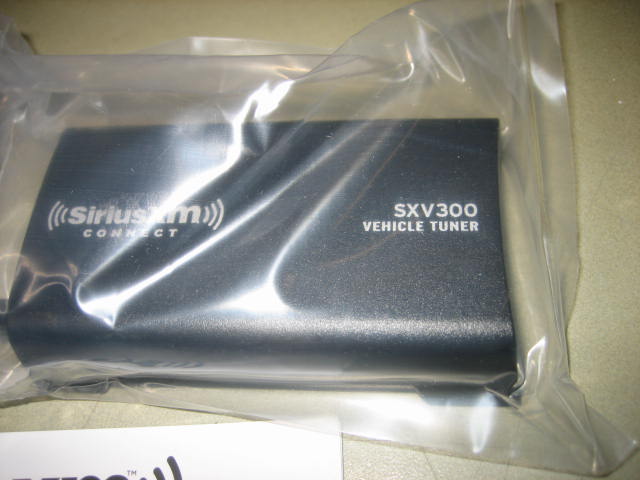 ((SiriusXm))
CONNECT
SXV300
VEHICLE TUNER